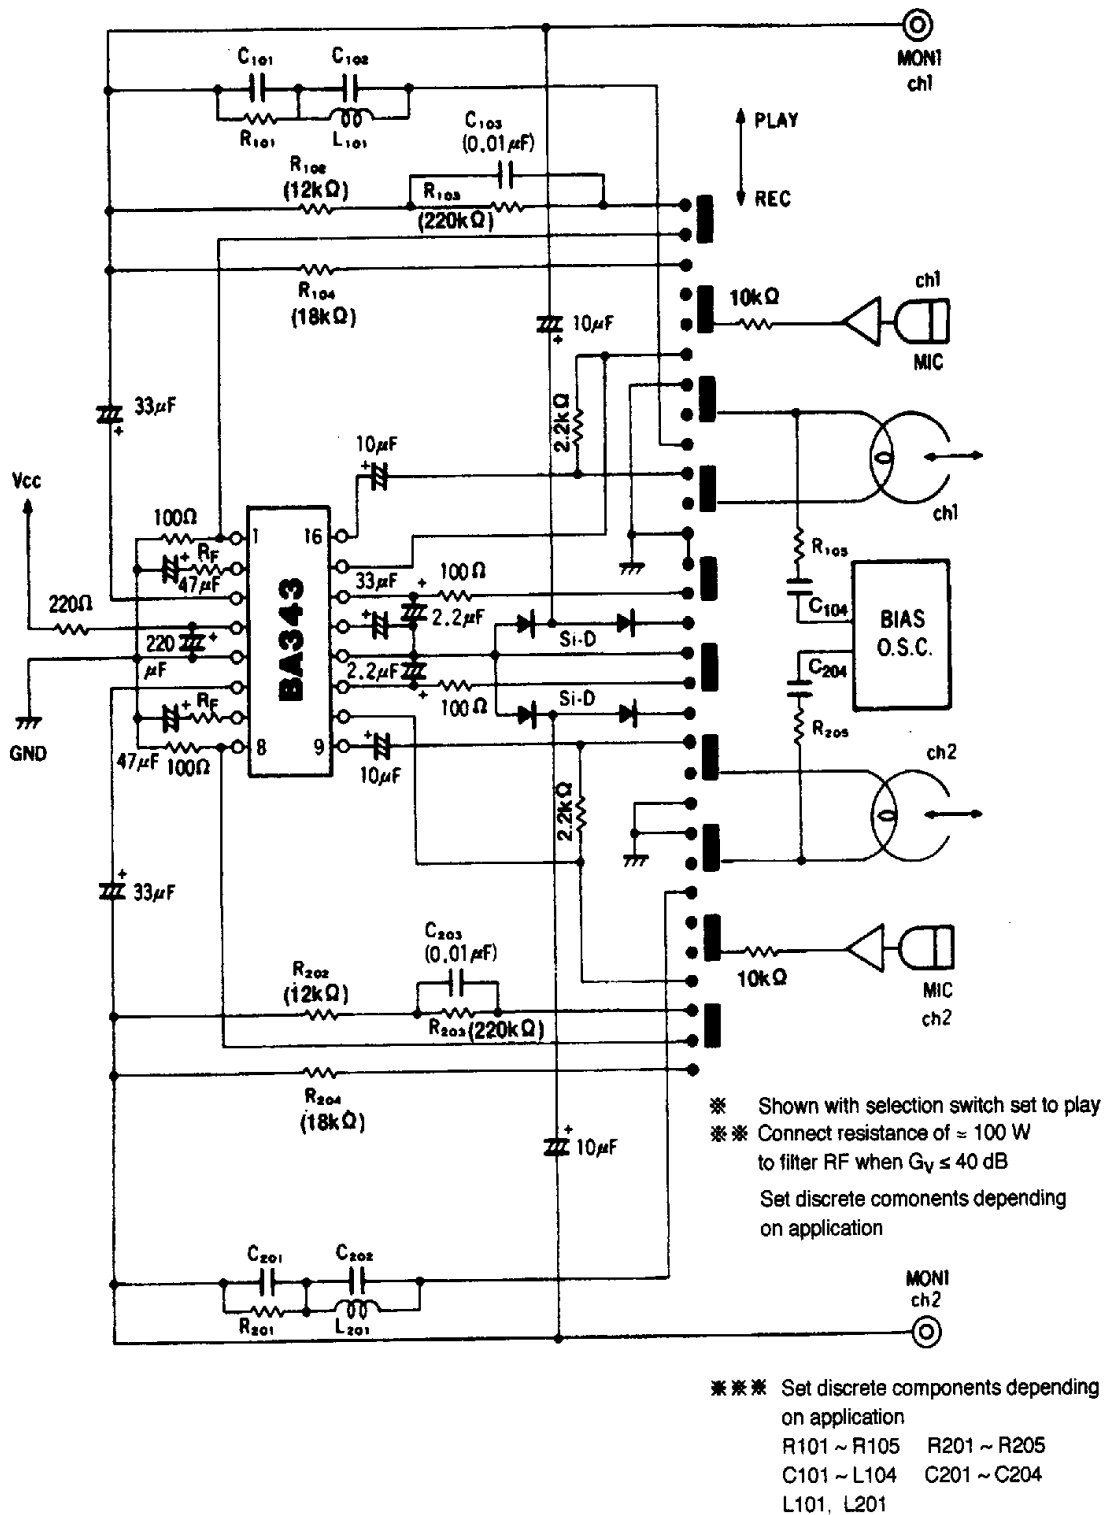 MON1
ch1
C101
C102
R101
L101
C103
(0.01μF)
PLAY
REC
R102
(12kΩ)
R103
(220kΩ)
R104
(18kΩ)
10μF
+
10kΩ
ch1
MIC
33μF
+
2.2kΩ
10μF
+
Vcc
ch1
100Ω
1
16
+
RF
47μF
33μF
+
100Ω
R105
220Ω
+
2.2μF
C104
BIAS
O.S.C.
220
μF
+
BA343
Si-D
2.2μF
+
100Ω
C204
Si-D
R205
GND
+
RF
47μF
100Ω
8
9
+
10μF
ch2
2.2kΩ
+
33μF
C203
(0.01μF)
R202
(12kΩ)
R203(220kΩ)
10kΩ
MIC
ch2
R204
(18kΩ)
+
10μF
※ Shown with selection switch set to play
※※ Connect resistance of ≈ 100 W
to filter RF when GV ≤ 40 dB
Set discrete comonents depending
on application
C201
C202
R201
L201
MON1
ch2
※※※ Set discrete components depending
on application
R101 ~ R105 R201 ~ R205
C101 ~ L104 C201 ~ C204
L101, L201